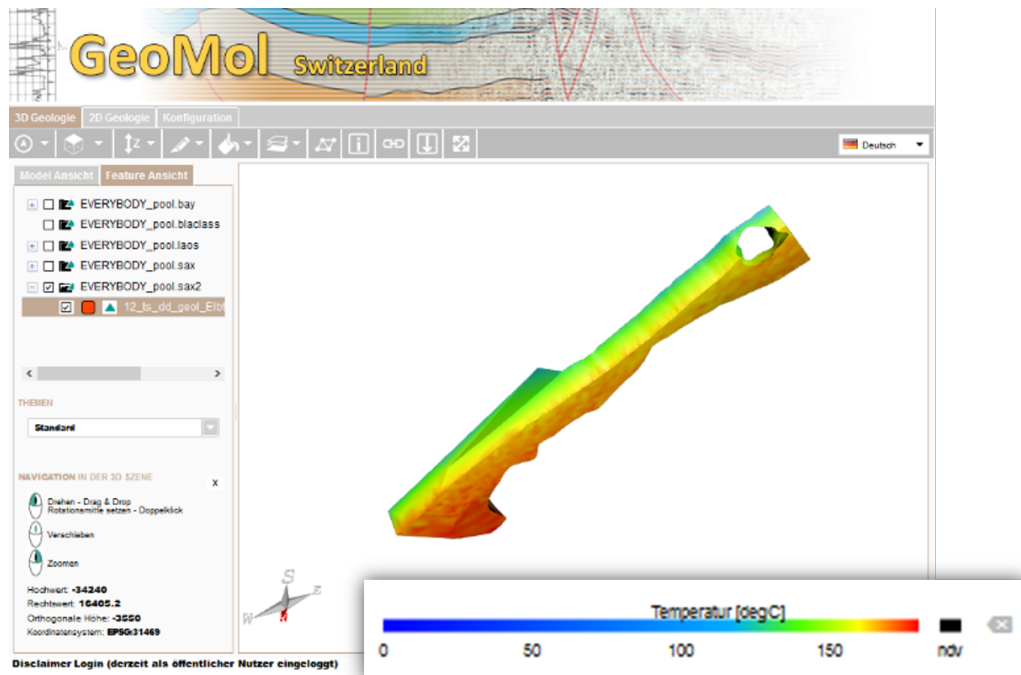 GeoMol Switzerland
3D Geologie 2D Geologie Konfiguration
Z
Deutsch
Model Ansicht Feature Ansicht
EVERYBODY_pool.bay
EVERYBODY_pool.blaclass
EVERYBODY_pool.laos
EVERYBODY_pool.sax
EVERYBODY_pool.sax2
12_ts_dd_geol_Elbt
THEMEN
Standard
NAVIGATION IN DER 3D SZENE
x
Drehen - Drag & Drop
Rotationsmitte setzen - Doppelklick
Verschieben
Zoomen
Hochwert: -34240
Rechtswert: 16405.2
Orthogonale Höhe: -3550
Koordinatensystem: EPSG:31469
S
E
W
N
Temperatur [degC]
0 50 100 150 ndv
Disclaimer Login (derzeit als öffentlicher Nutzer eingeloggt)